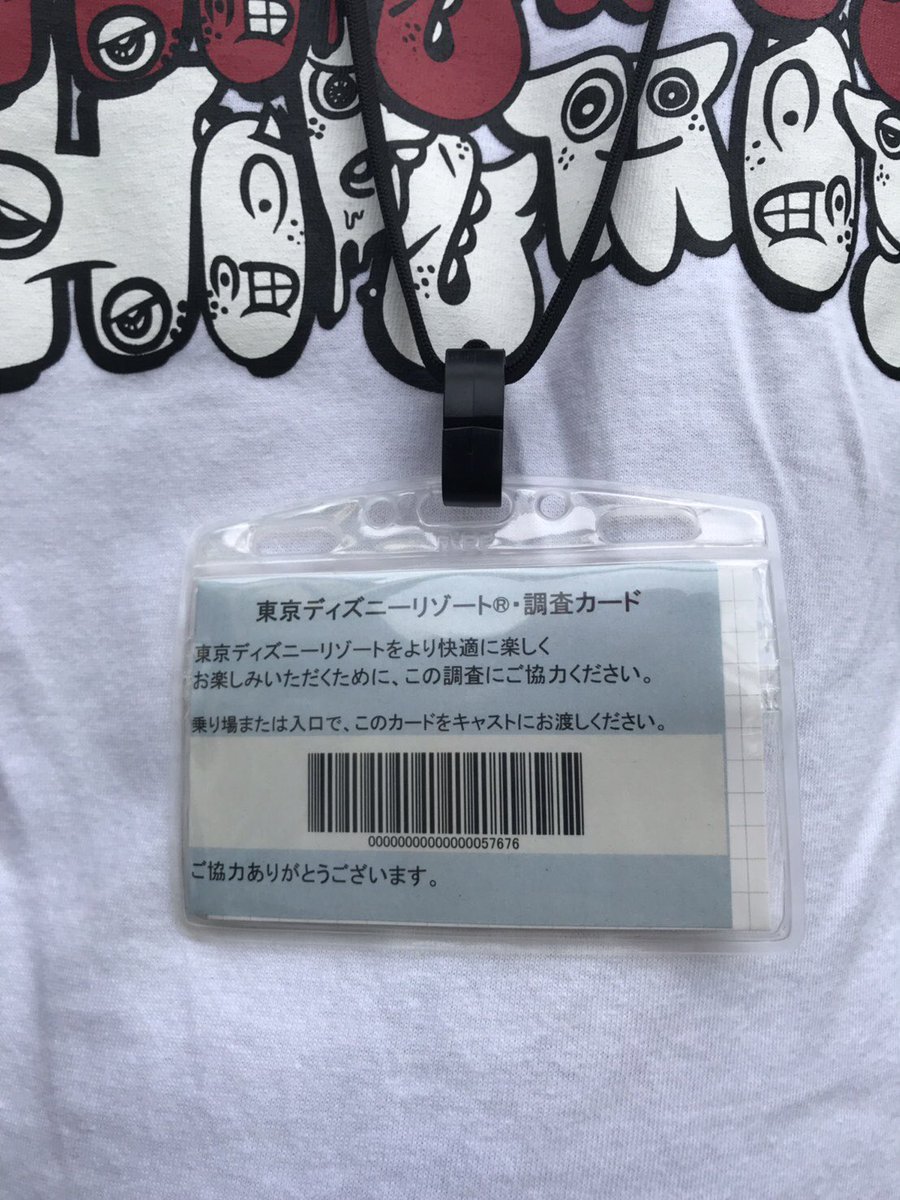 東京ディズニーリゾート®・調査カード
東京ディズニーリゾートをより快適に楽しく
お楽しみいただくために、この調査にご協力ください。
乗り場または入口で、このカードをキャストにお渡しください。
00000000000000057676
ご協力ありがとうございます。